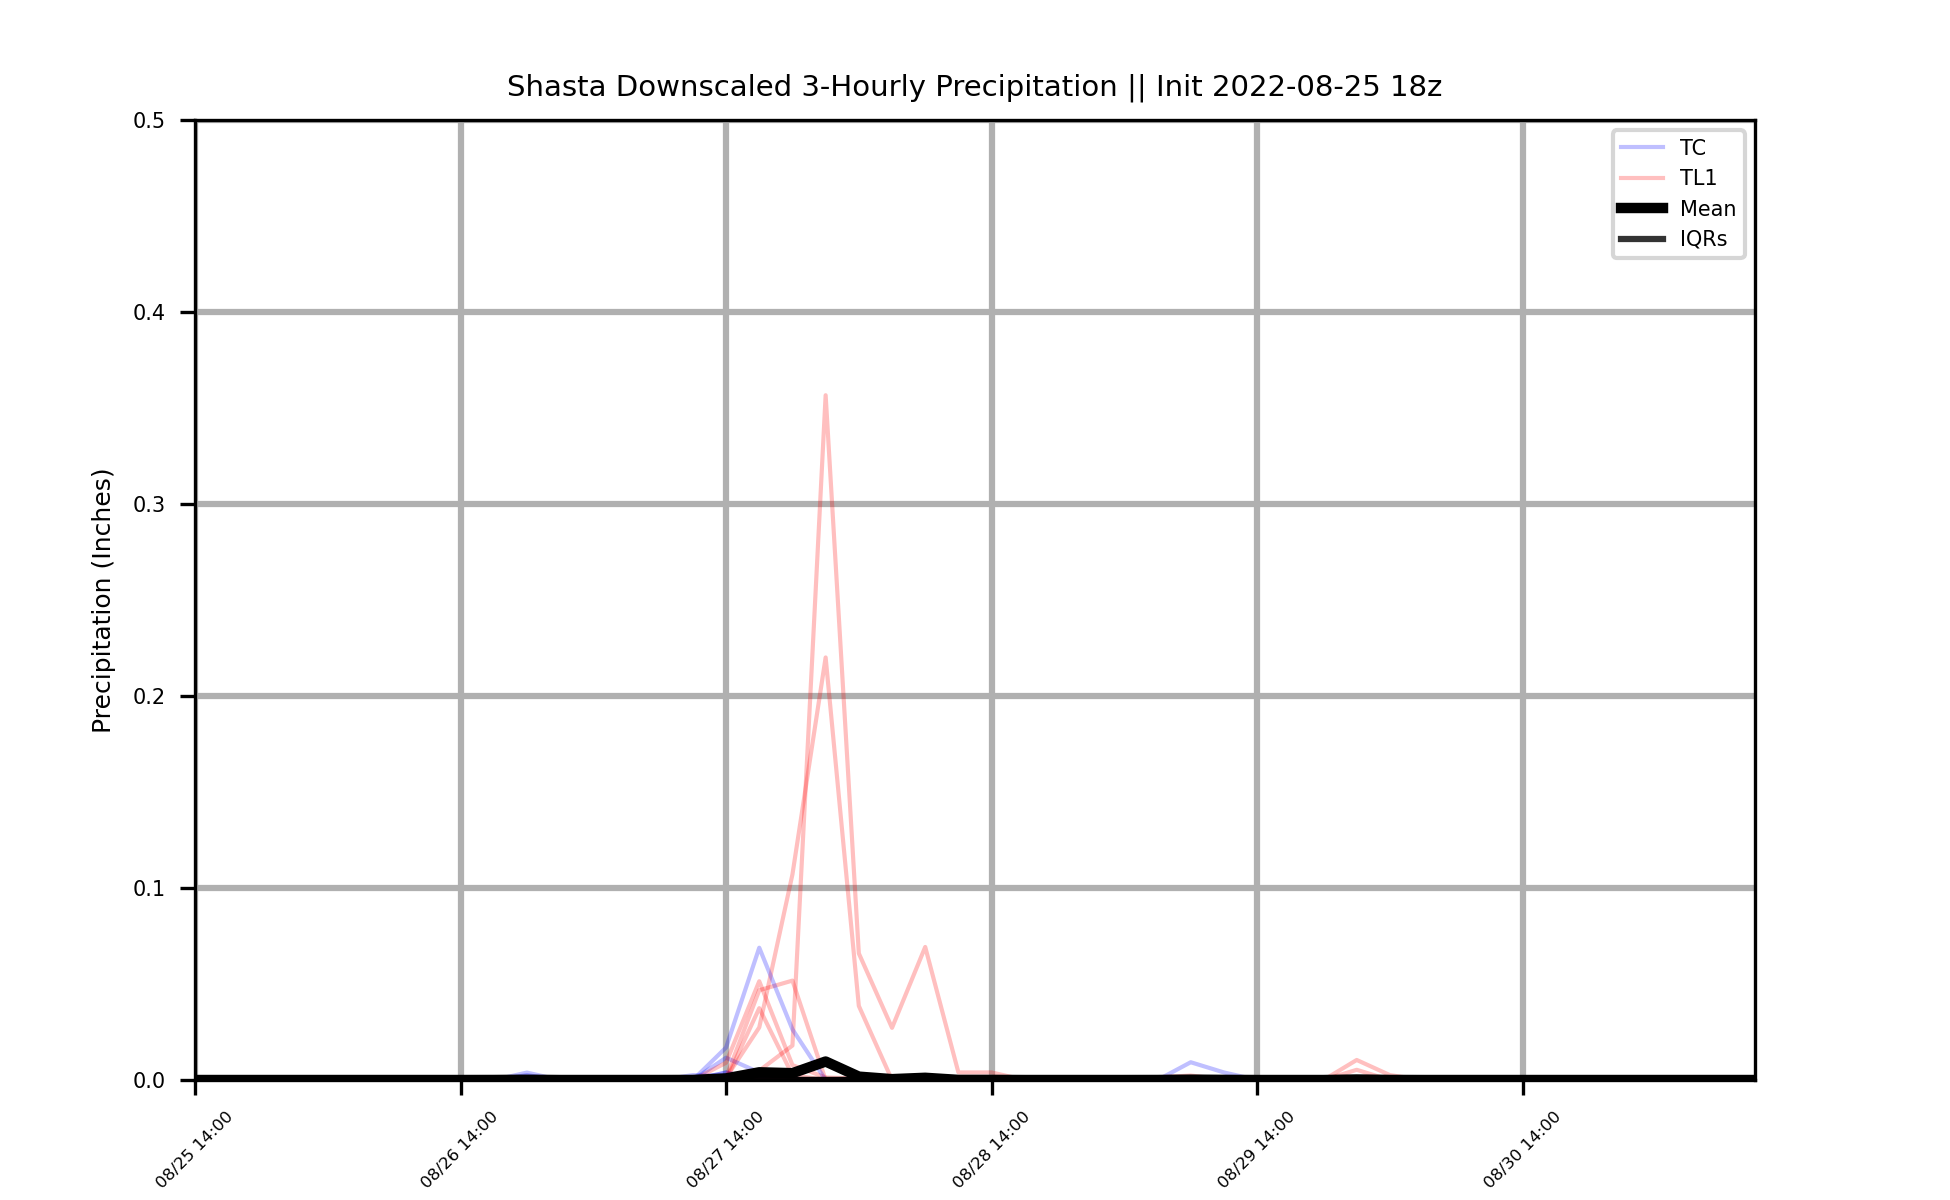 Shasta Downscaled 3-Hourly Precipitation || Init 2022-08-25 18z
TC
TL1
Mean
IQRs
Precipitation (Inches)
0.5
0.4
0.3
0.2
0.1
0.0
08/25 14:00
08/26 14:00
08/27 14:00
08/28 14:00
08/29 14:00
08/30 14:00